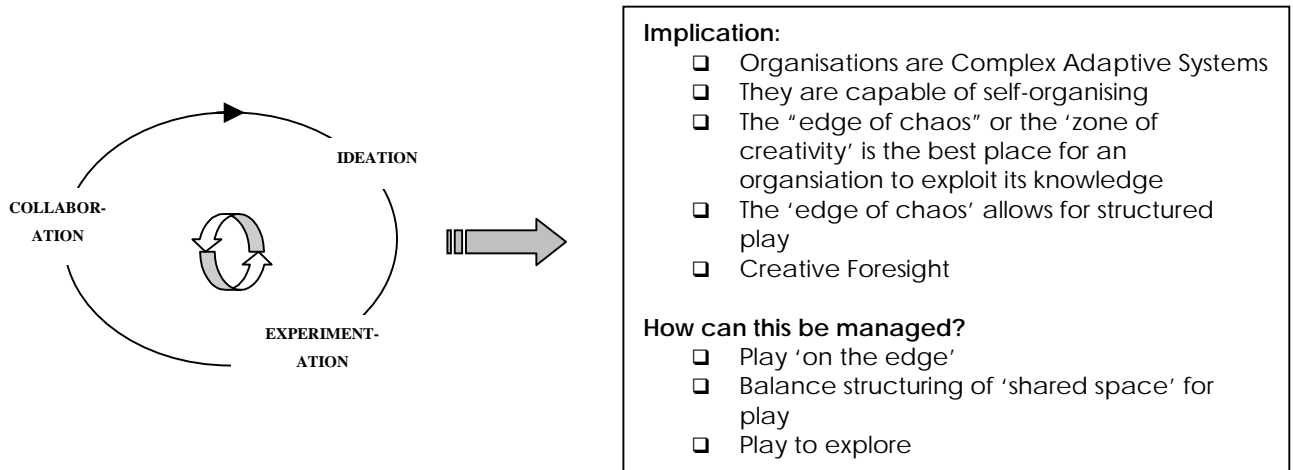 IDEATION
COLLABOR-
ATION
EXPERIMENT-
ATION
Implication:
❑ Organisations are Complex Adaptive Systems
❑ They are capable of self-organising
❑ The “edge of chaos” or the ‘zone of
creativity’ is the best place for an
organsiation to exploit its knowledge
❑ The ‘edge of chaos’ allows for structured
play
❑ Creative Foresight
How can this be managed?
❑ Play ‘on the edge’
❑ Balance structuring of ‘shared space’ for
play
❑ Play to explore